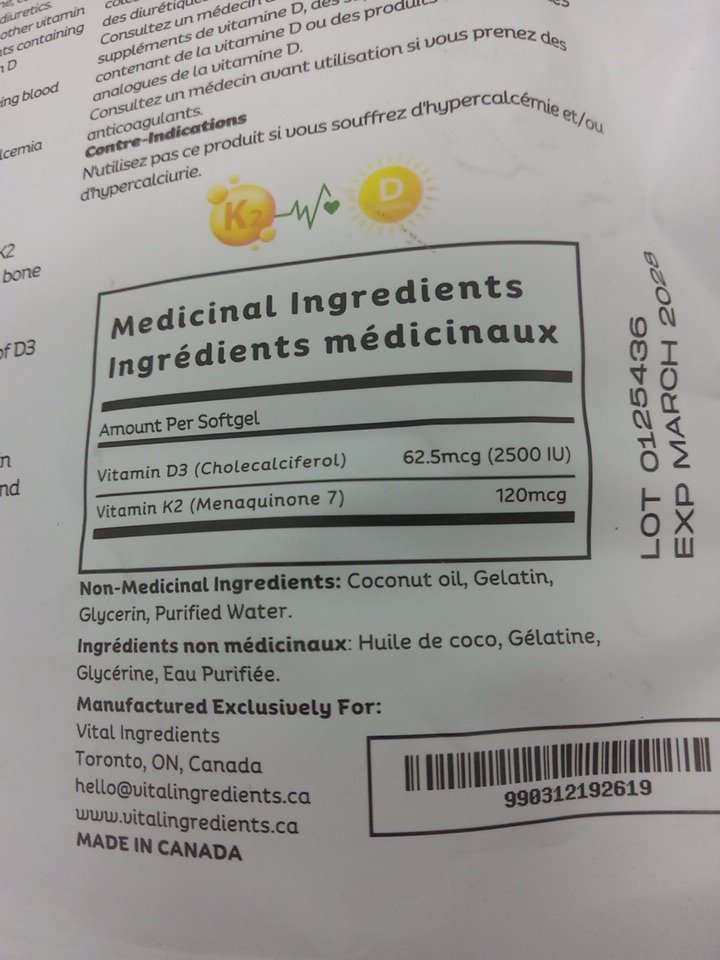 diuretics.
other vitamin
containing
D
ing blood
lcemia
K2
bone
of D3
des diurétiques
Consultez un médecin
suppléments de vitamine D, des
contenant de la vitamine D ou des produits
analogues de la vitamine D.
Consultez un médecin avant utilisation si vous prenez des
anticoagulants.
Contre-Indications
N'utilisez pas ce produit si vous souffrez d'hypercalcémie et/ou
d'hypercalciurie.
K2 D
Medicinal Ingredients
Ingrédients médicinaux
Amount Per Softgel
Vitamin D3 (Cholecalciferol) 62.5mcg (2500 IU)
Vitamin K2 (Menaquinone 7) 120mcg
Non-Medicinal Ingredients: Coconut oil, Gelatin,
Glycerin, Purified Water.
Ingrédients non médicinaux: Huile de coco, Gélatine,
Glycérine, Eau Purifiée.
Manufactured Exclusively For:
Vital Ingredients
Toronto, ON, Canada
hello@vitalingredients.ca
www.vitalingredients.ca
MADE IN CANADA
LOT 0125436
EXP MARCH 2028
990312192619